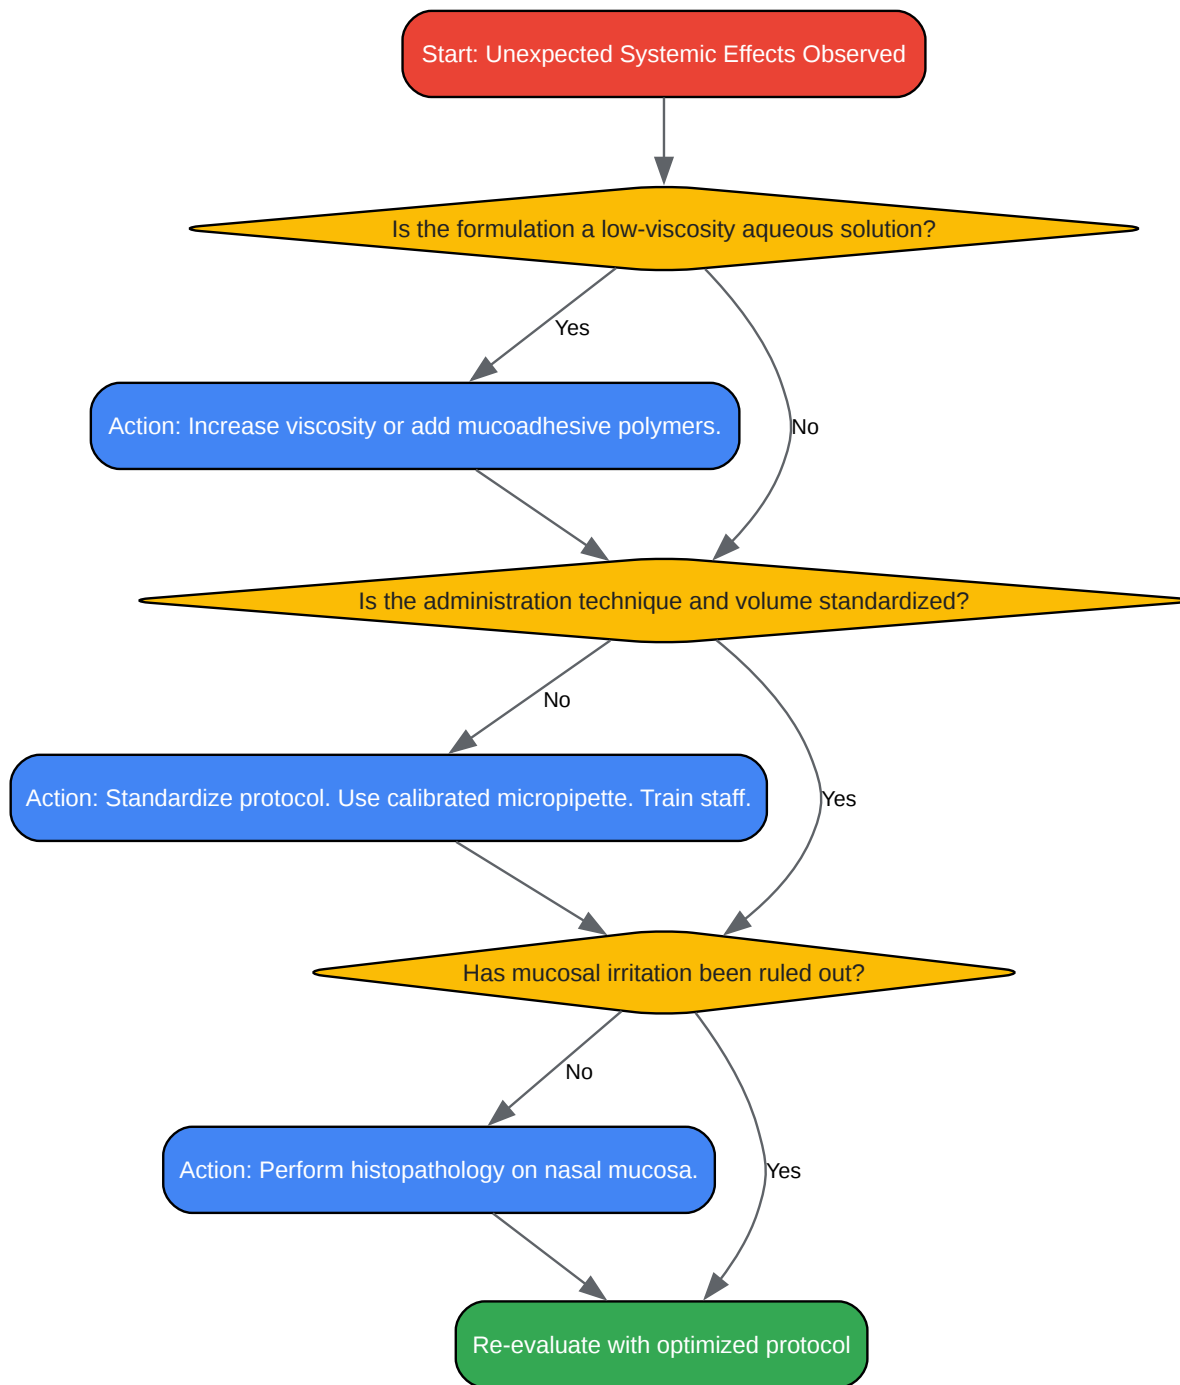 Start: Unexpected Systemic Effects Observed
Is the formulation a low-viscosity aqueous solution?
Yes
Action: Increase viscosity or add mucoadhesive polymers.
No
Is the administration technique and volume standardized?
No
Action: Standardize protocol. Use calibrated micropipette. Train staff.
Yes
Has mucosal irritation been ruled out?
No
Action: Perform histopathology on nasal mucosa.
Yes
Re-evaluate with optimized protocol